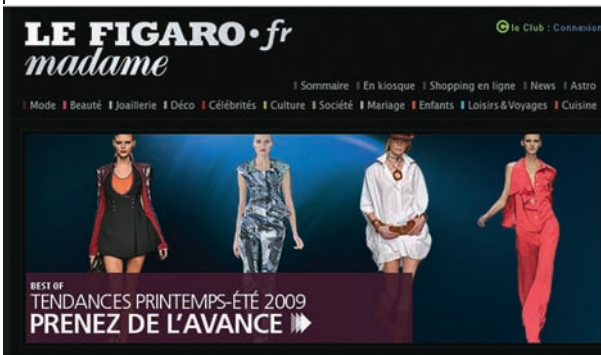 LE FIGARO•fr
madame
le Club : Connexion
Sommaire En kiosque Shopping en ligne News Astro
Mode Beauté Joaillerie Déco Célébrités Culture Société Mariage Enfants Loisirs & Voyages Cuisine
BEST OF
TENDANCES PRINTEMPS-ÉTÉ 2009
PRENEZ DE L'AVANCE